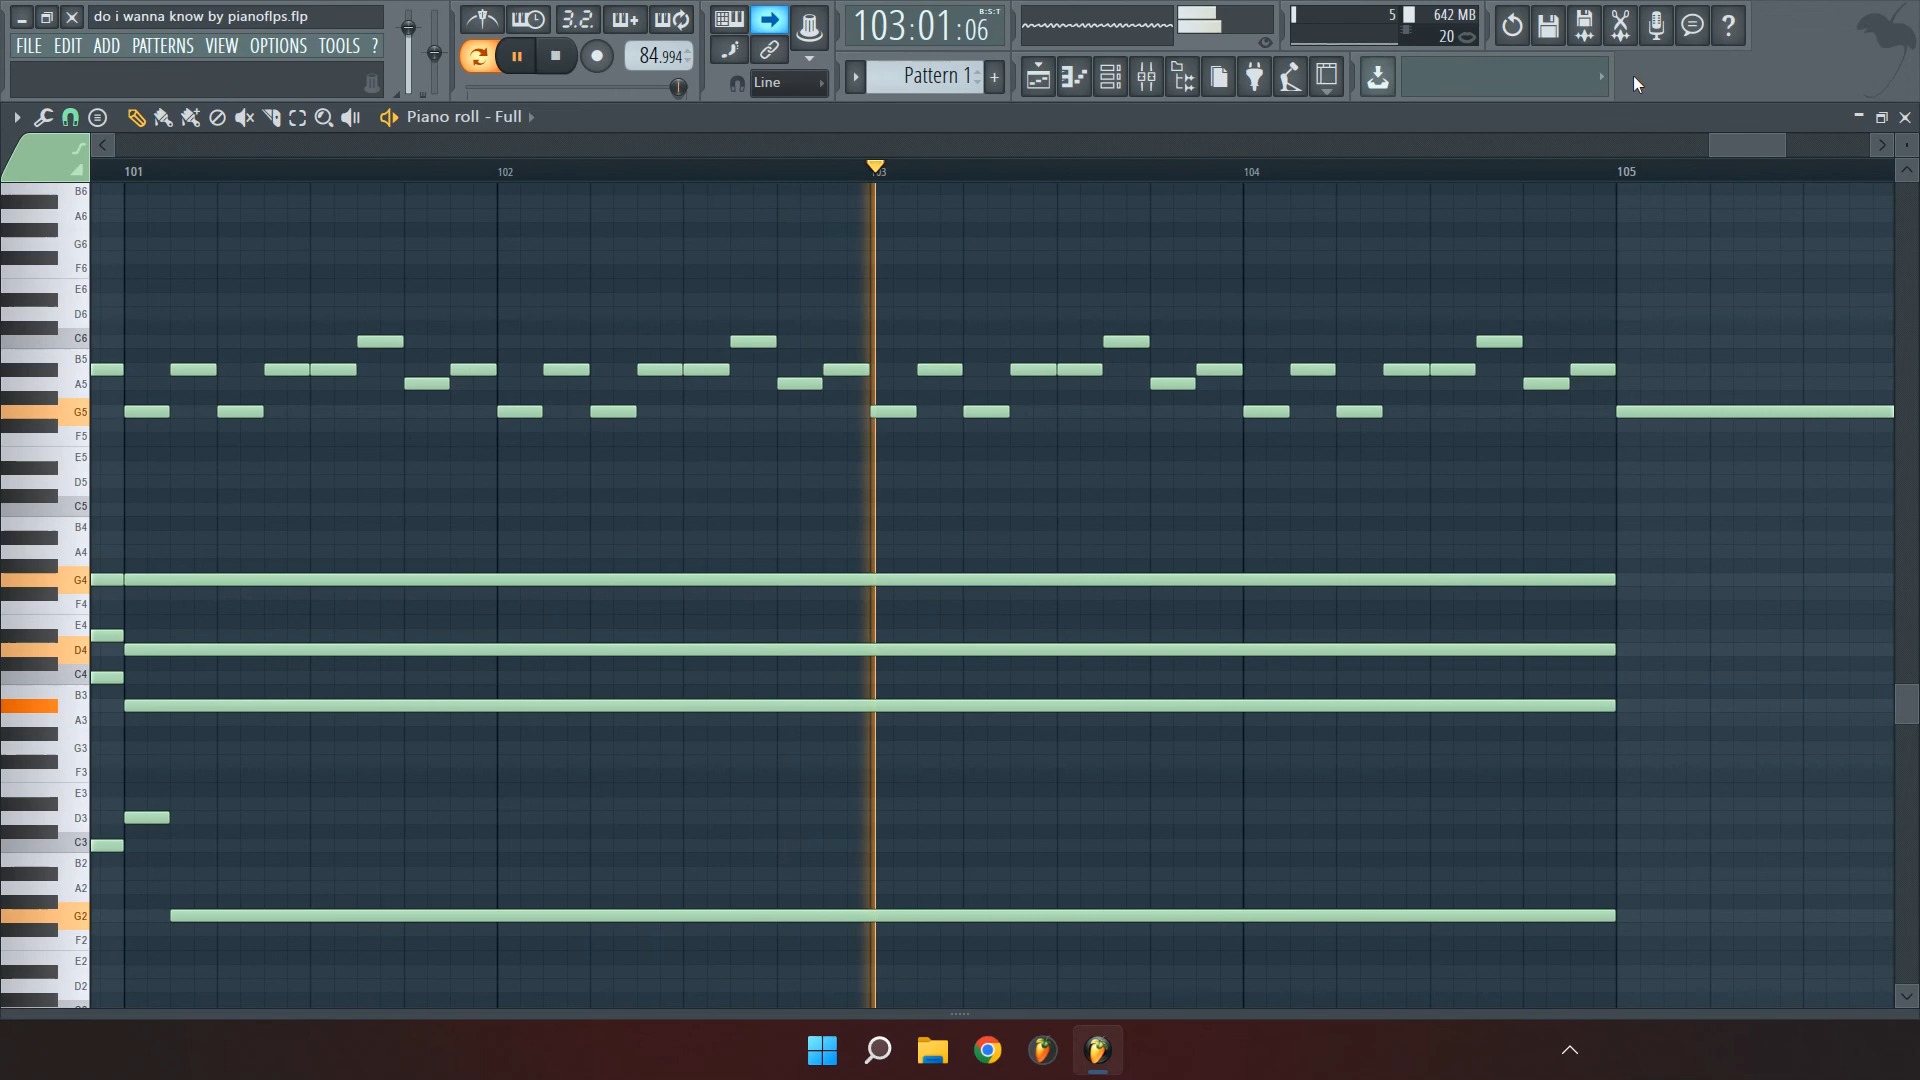 do i wanna know by pianoflps.flp
FILE EDIT ADD PATTERNS VIEW OPTIONS TOOLS ?
3.2.
84.994
Line
103:01:06
B:S:T
Pattern 1
+
5
642 MB
20
?
Piano roll - Full
101
102
103
104
105
B6
A6
G6
F6
E6
D6
C6
B5
A5
G5
F5
E5
D5
C5
B4
A4
G4
F4
E4
D4
C4
B3
A3
G3
F3
E3
D3
C3
B2
A2
G2
F2
E2
D2